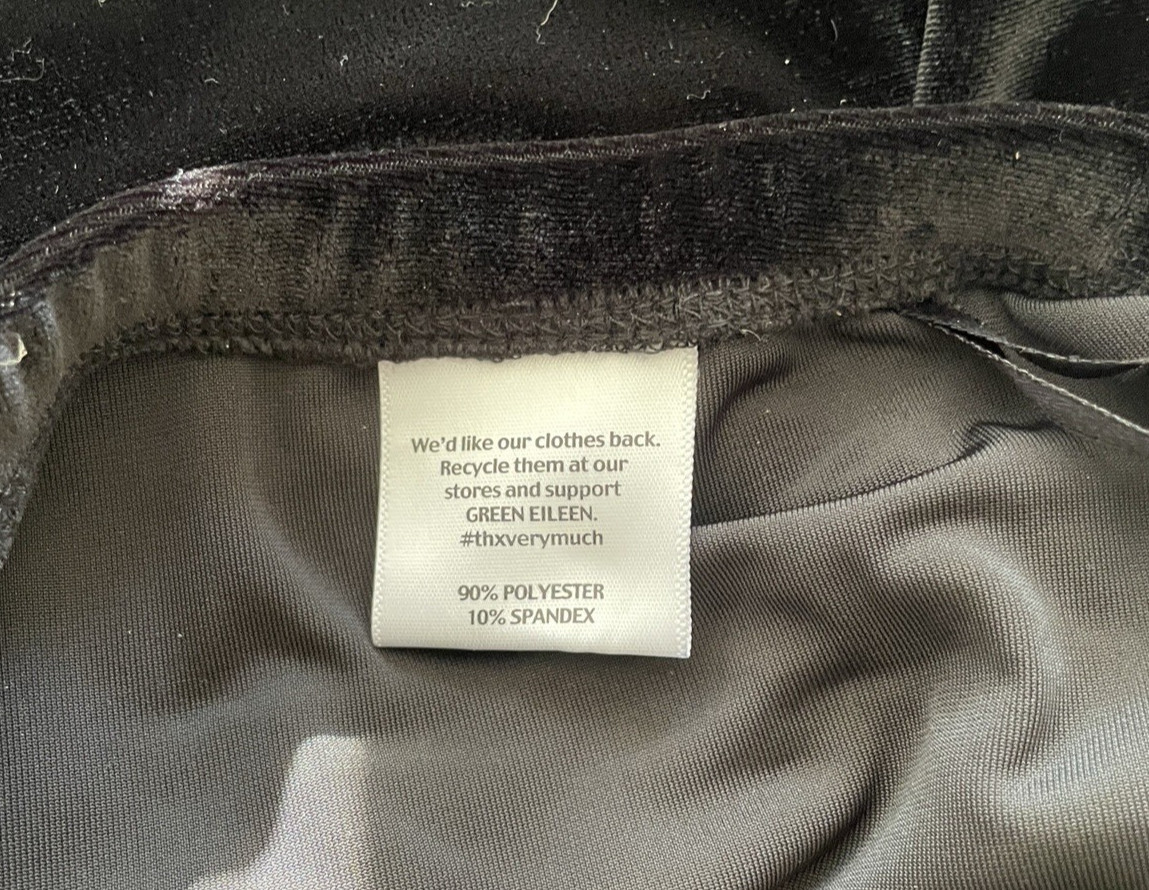 We'd like our clothes back.
Recycle them at our
stores and support
GREEN EILEEN.
#thxverymuch
90% POLYESTER
10% SPANDEX